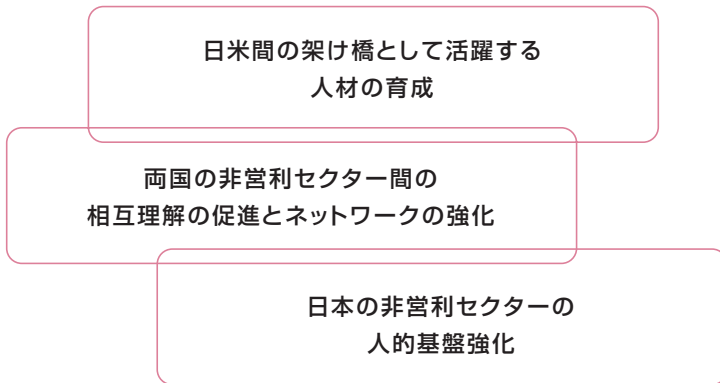 日米間の架け橋として活躍する
人材の育成
両国の非営利セクター間の
相互理解の促進とネットワークの強化
日本の非営利セクターの
人的基盤強化